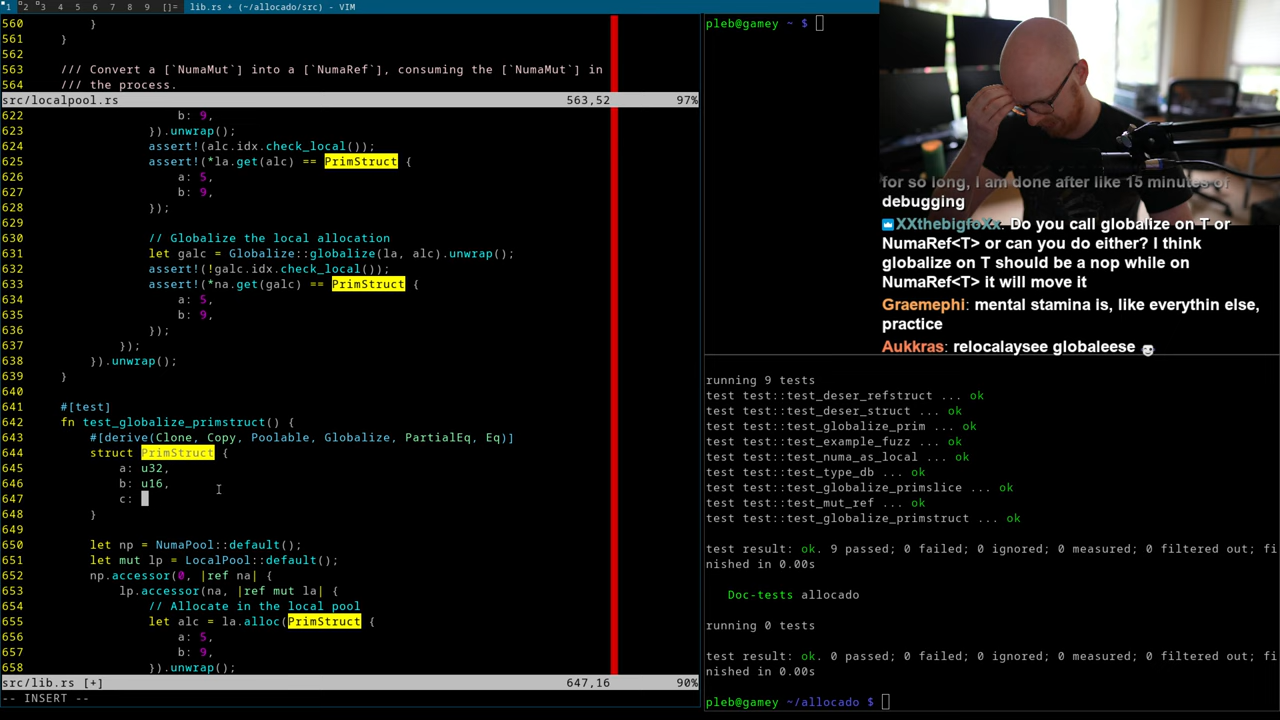 1 2 3 4 5 6 7 8 9 []= lib.rs + (~/allocado/src) - VIM
560 }
561 }
562
563 /// Convert a [`NumaMut`] into a [`NumaRef`], consuming the [`NumaMut`] in
564 /// the process.
src/localpool.rs 563,52 97%
622 b: 9,
623 }).unwrap();
624 assert!(alc.idx.check_local());
625 assert!(*la.get(alc) == PrimStruct {
626 a: 5,
627 b: 9,
628 });
629
630 // Globalize the local allocation
631 let galc = Globalize::globalize(la, alc).unwrap();
632 assert!(!galc.idx.check_local());
633 assert!(*na.get(galc) == PrimStruct {
634 a: 5,
635 b: 9,
636 });
637 });
638 }).unwrap();
639 }
640
641 #[test]
642 fn test_globalize_primstruct() {
643 #[derive(Clone, Copy, Poolable, Globalize, PartialEq, Eq)]
644 struct PrimStruct {
645 a: u32,
646 b: u16,
647 c:
648 }
649
650 let np = NumaPool::default();
651 let mut lp = LocalPool::default();
652 np.accessor(0, |ref na| {
653 lp.accessor(na, |ref mut la| {
654 // Allocate in the local pool
655 let alc = la.alloc(PrimStruct {
656 a: 5,
657 b: 9,
658 }).unwrap();
src/lib.rs [+] 647,16 90%
-- INSERT --
pleb@gamey ~ $
running 9 tests
test test::test_deser_refstruct ... ok
test test::test_deser_struct ... ok
test test::test_globalize_prim ... ok
test test::test_example_fuzz ... ok
test test::test_numa_as_local ... ok
test test::test_type_db ... ok
test test::test_globalize_primslice ... ok
test test::test_mut_ref ... ok
test test::test_globalize_primstruct ... ok
test result: ok. 9 passed; 0 failed; 0 ignored; 0 measured; 0 filtered out; fi
nished in 0.00s
Doc-tests allocado
running 0 tests
test result: ok. 0 passed; 0 failed; 0 ignored; 0 measured; 0 filtered out; fi
nished in 0.00s
pleb@gamey ~/allocado $
for so long, I am done after like 15 minutes of
debugging
XXthebigfoXx: Do you call globalize on T or
NumaRef<T> or can you do either? I think
globalize on T should be a nop while on
NumaRef<T> it will move it
Graemephi: mental stamina is, like everythin else,
practice
Aukkras: relocalaysee globaleese